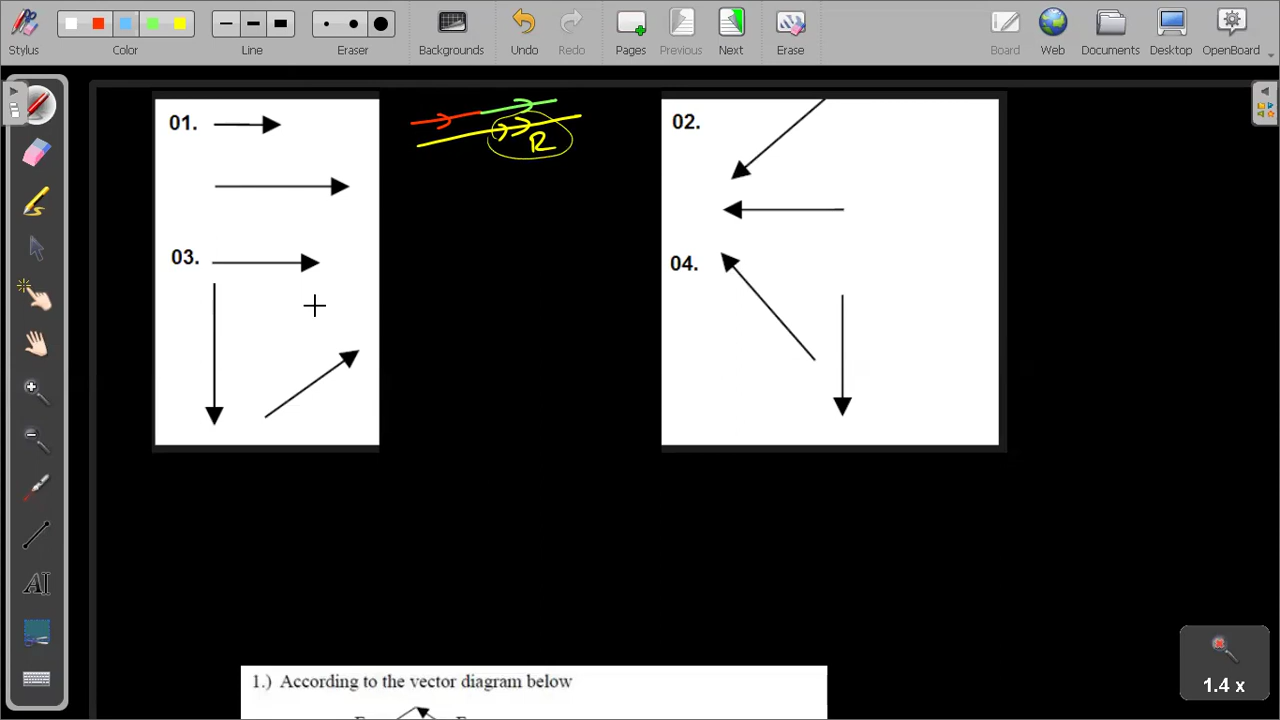 Stylus
Color
Line
Eraser
Backgrounds
Undo
Redo
Pages
Previous
Next
Erase
Board
Web
Documents
Desktop
OpenBoard
01.
R
02.
03.
04.
AI
1.) According to the vector diagram below
1.4 x